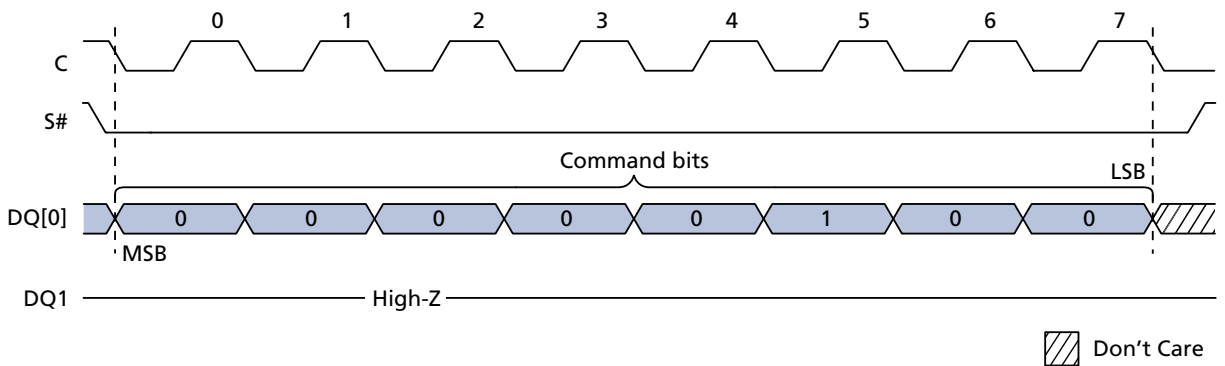 0 1 2 3 4 5 6 7
C
S#
Command bits
LSB
DQ[0] 0 0 0 0 0 1 0 0
MSB
DQ1 High-Z
Don't Care